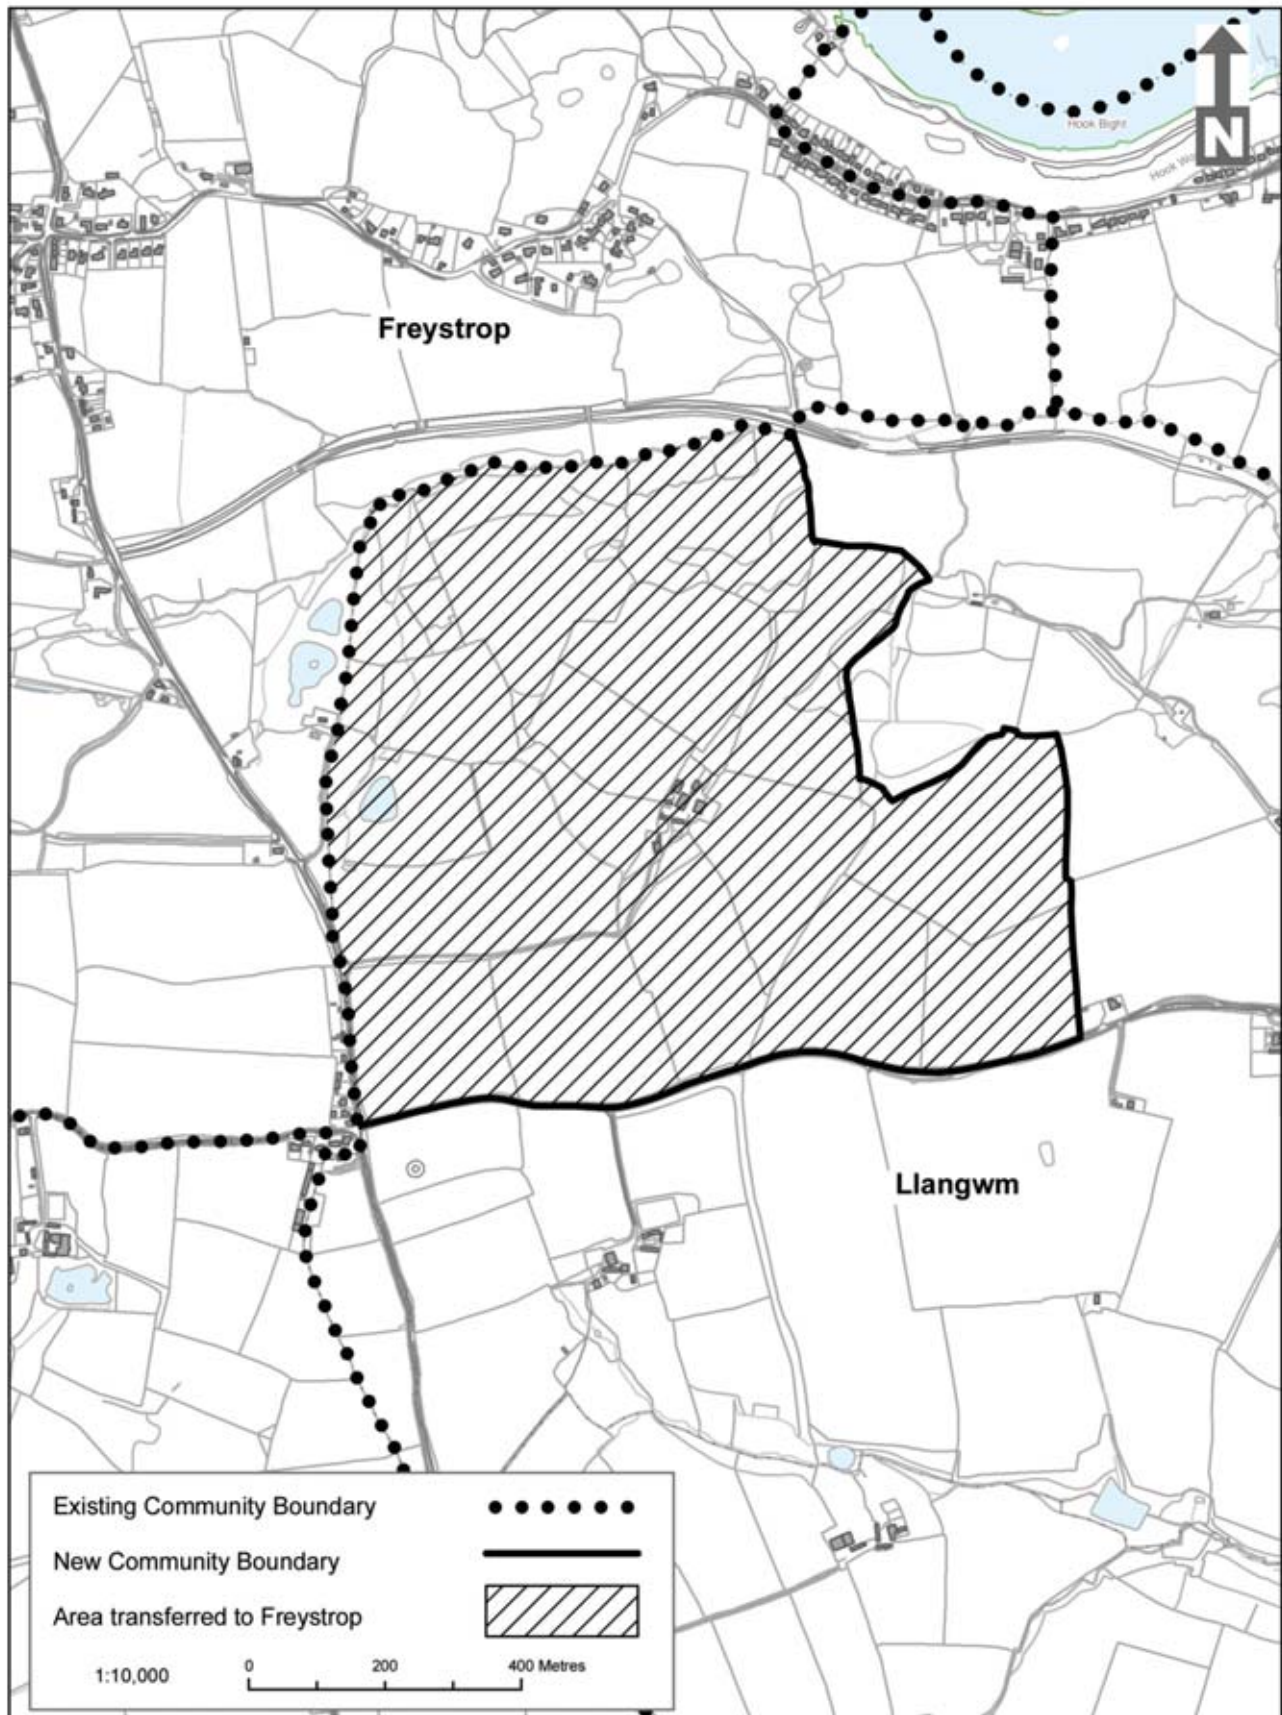 N
Hook Bight
Freystrop
Llangwm
Existing Community Boundary
New Community Boundary
Area transferred to Freystrop
1:10,000
0 200 400 Metres